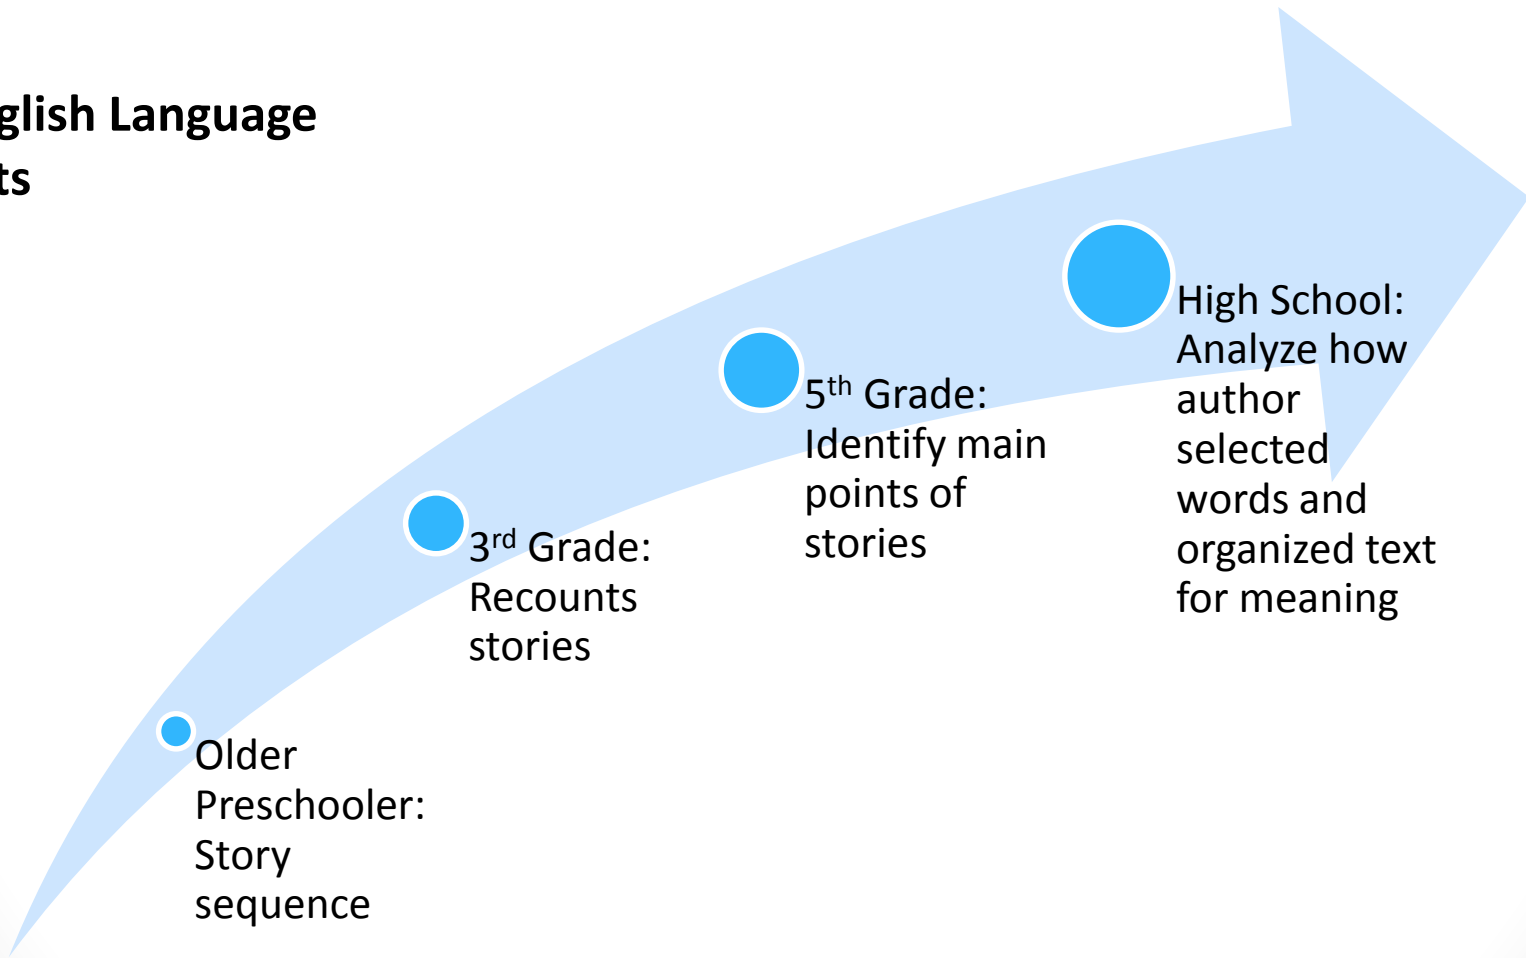 glish Language
ts
High School:
Analyze how
author
selected
words and
organized text
for meaning
5th Grade:
Identify main
points of
stories
3rd Grade:
Recounts
stories
Older
Preschooler:
Story
sequence